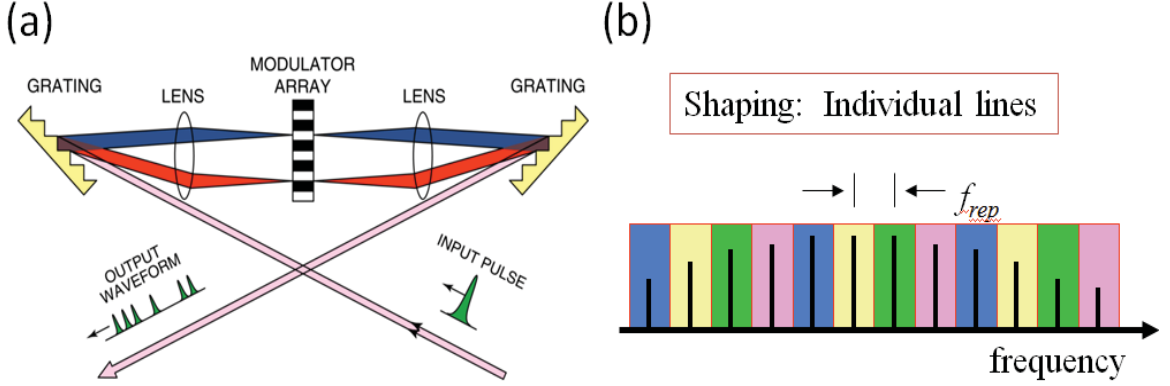 (a)
GRATING
LENS
MODULATOR
ARRAY
LENS
GRATING
OUTPUT
WAVEFORM
INPUT PULSE
(b)
Shaping: Individual lines
f_rep
frequency